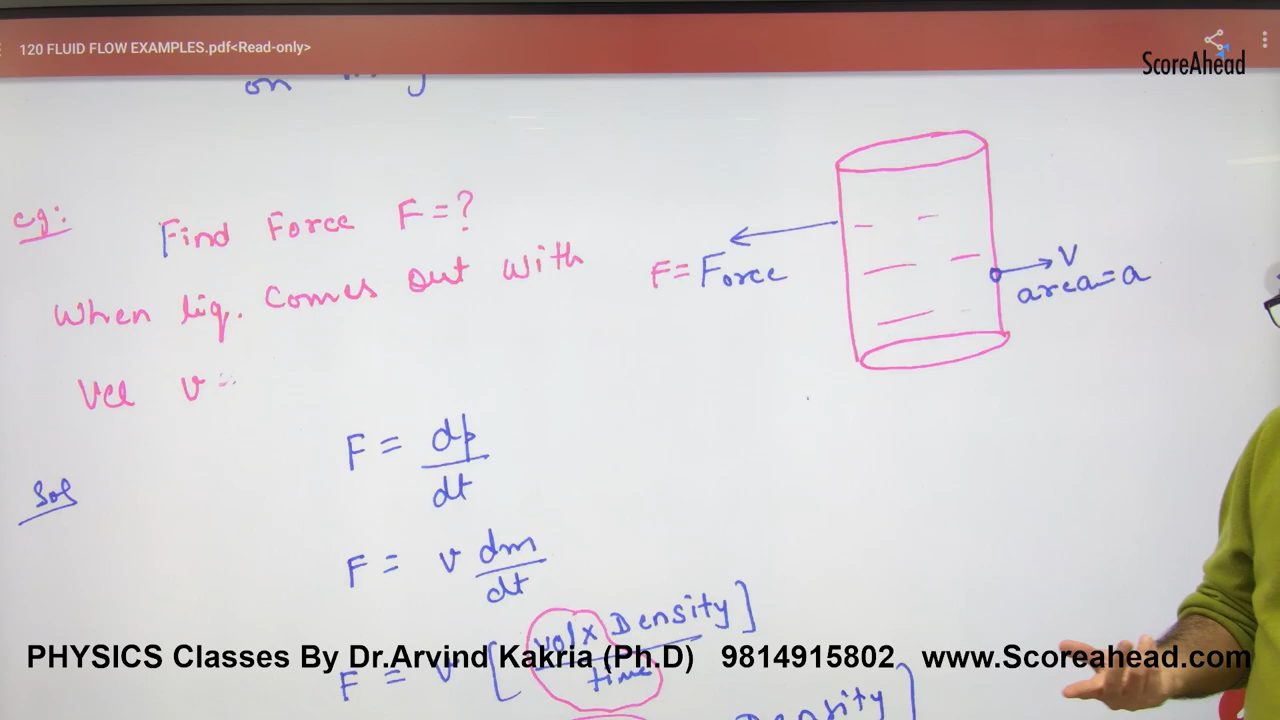 120 FLUID FLOW EXAMPLES.pdf<Read-only>
ScoreAhead
on
eg: Find Force F = ?
When liq. Comes Out With
Vel v =
F = Force
V
area = a
Sol
F = dp/dt
F = v dm/dt
F = v [vol x Density]
time
Density]
PHYSICS Classes By Dr.Arvind Kakria (Ph.D) 9814915802 www.Scoreahead.com